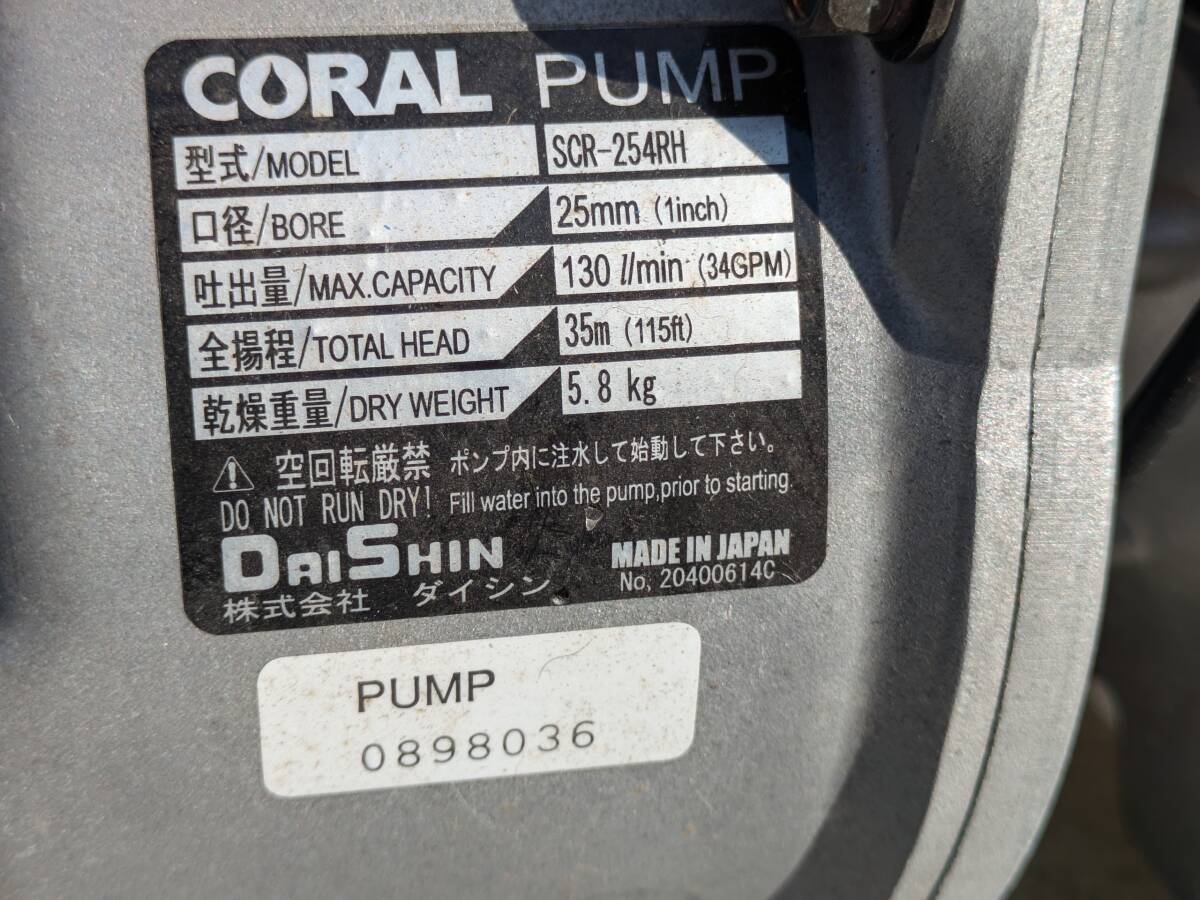 CORAL PUMP
型式/MODEL SCR-254RH
口径/BORE 25mm (1inch)
吐出量/MAX.CAPACITY 130 l/min (34GPM)
全揚程/TOTAL HEAD 35m (115ft)
乾燥重量/DRY WEIGHT 5.8 kg
空回転厳禁 ポンプ内に注水して始動して下さい。
DO NOT RUN DRY! Fill water into the pump,prior to starting.
DAISHIN MADE IN JAPAN
株式会社 ダイシン No, 20400614C
PUMP
0898036